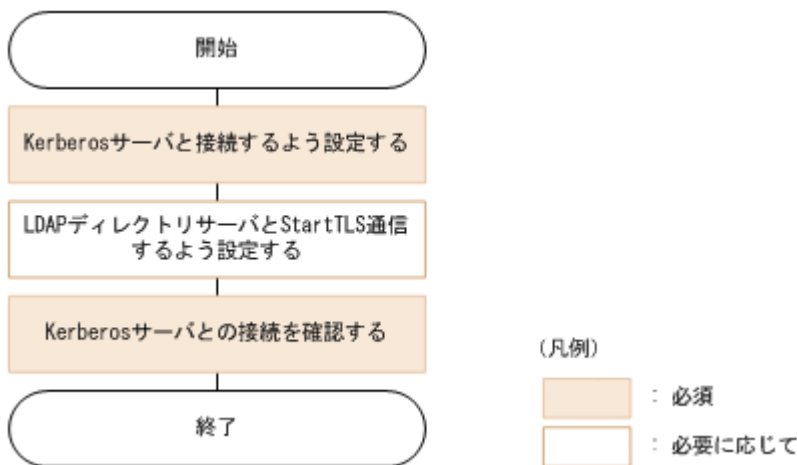 開始
Kerberosサーバと接続するよう設定する
LDAPディレクトリサーバとStartTLS通信
するよう設定する
Kerberosサーバとの接続を確認する
終了
(凡例)
： 必須
： 必要に応じて